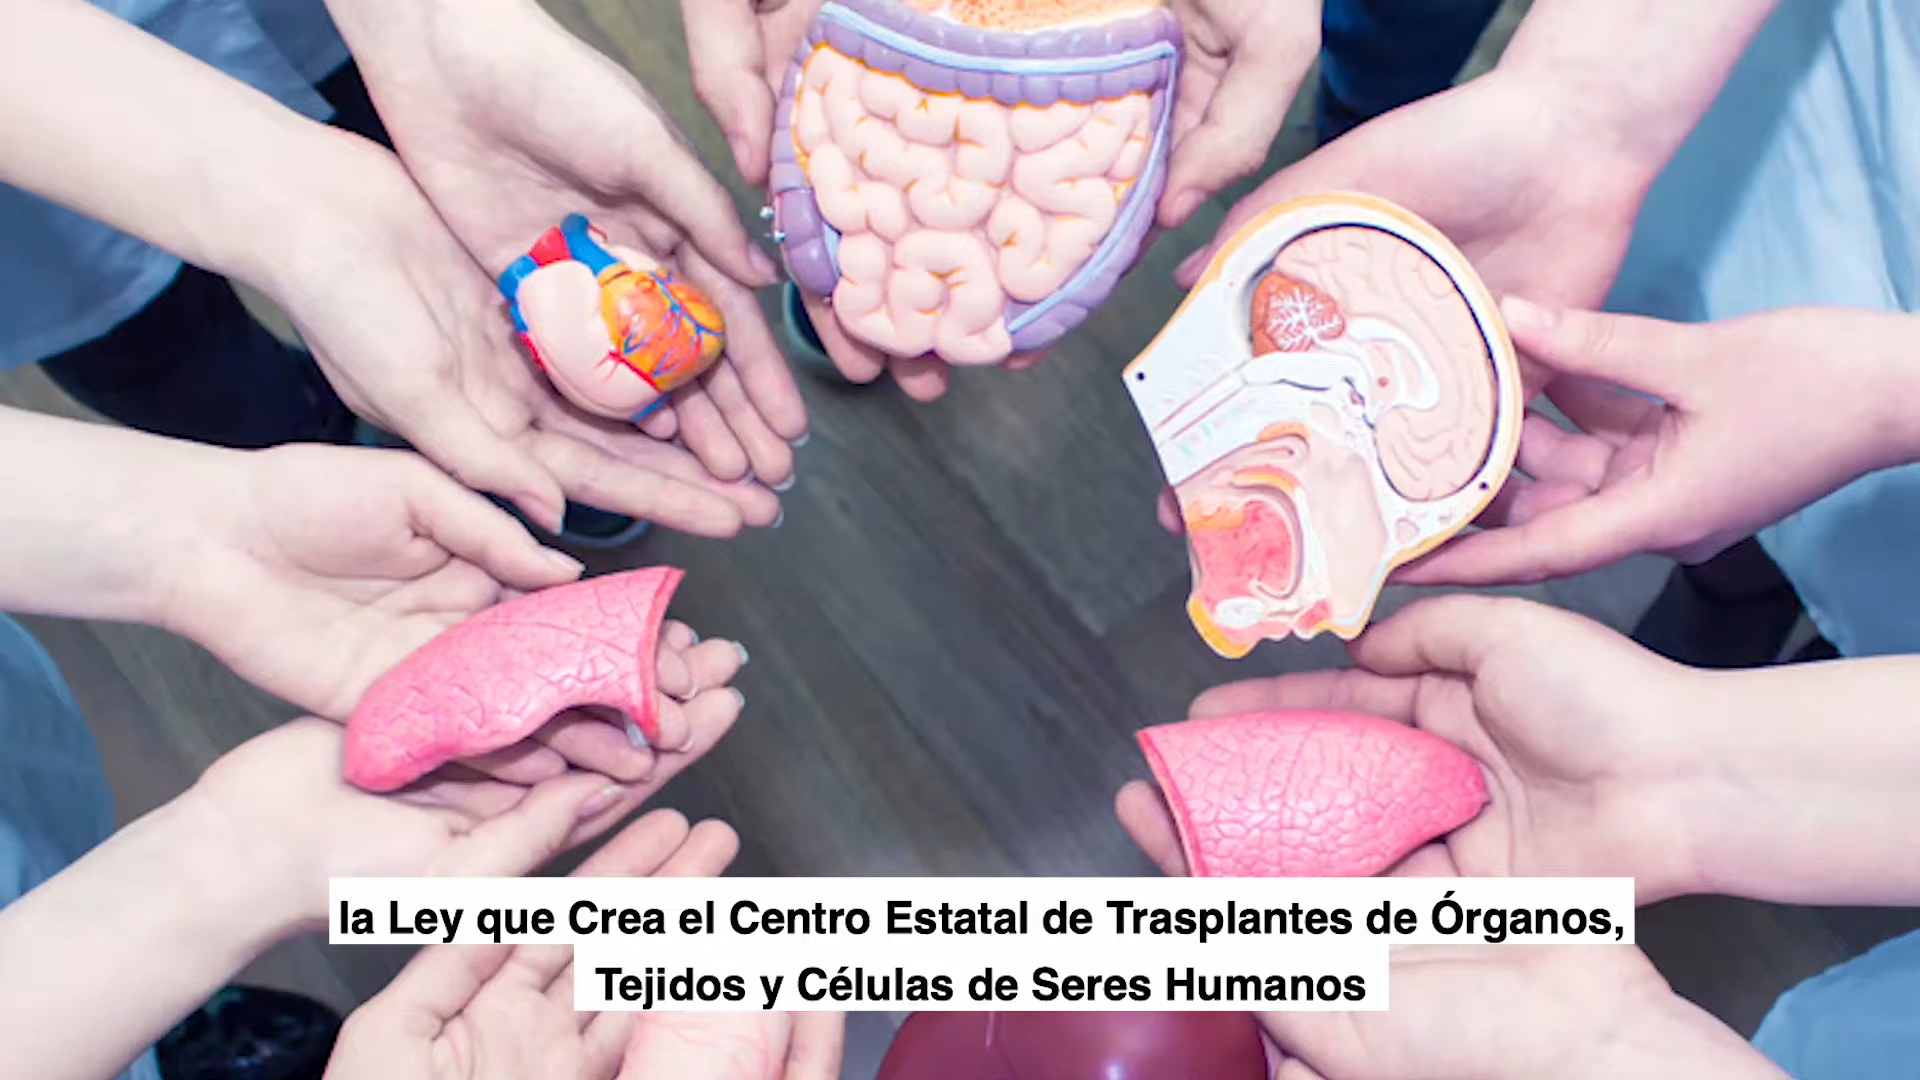 la Ley que Crea el Centro Estatal de Trasplantes de Órganos,
Tejidos y Células de Seres Humanos